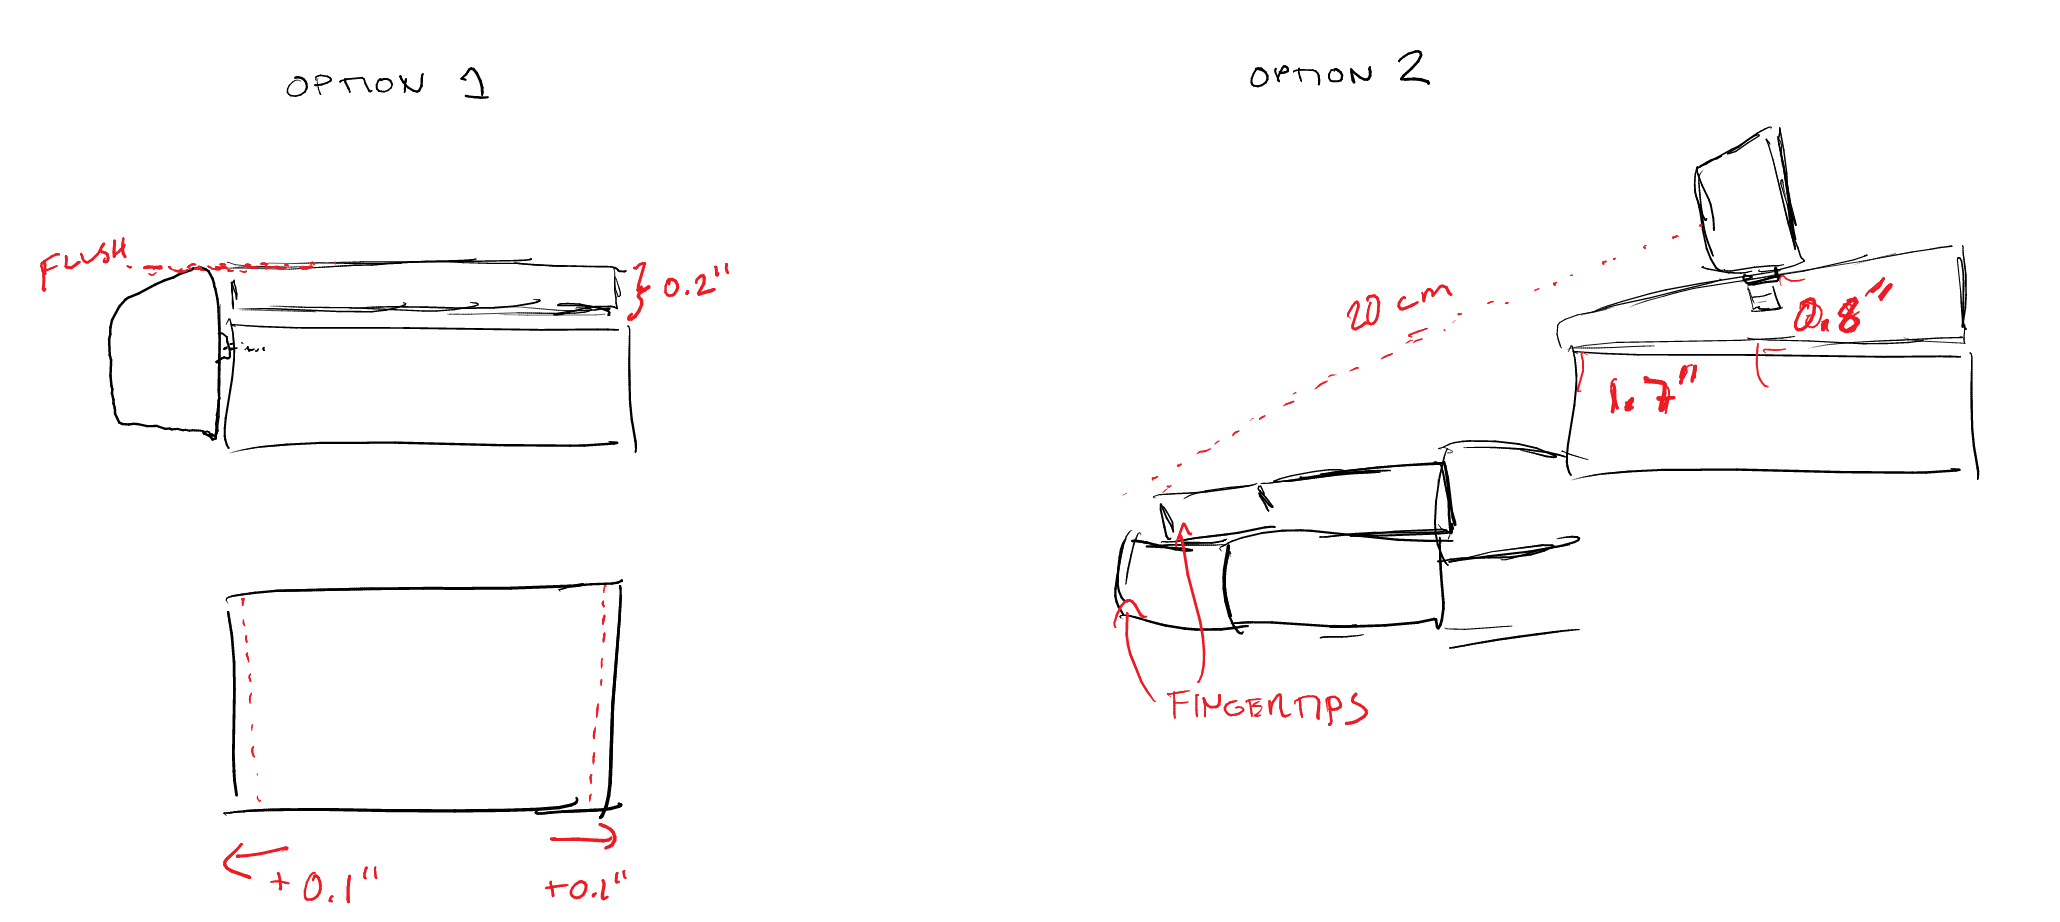 OPTION 1
FLUSH
0.2"
+ 0.1"
+0.1"
OPTION 2
20 cm
0.8"
1.7"
FINGERTIPS